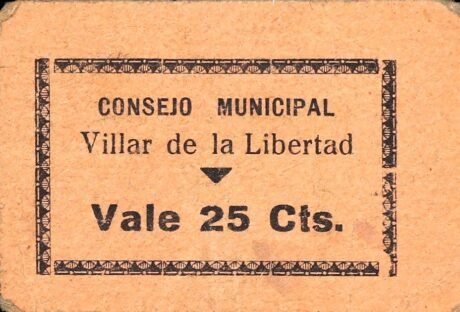 CONSEJO MUNICIPAL
Villar de la Libertad
Vale 25 Cts.